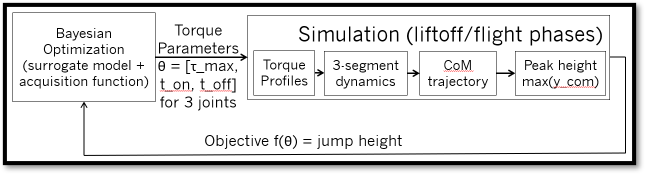 Bayesian
Optimization
(surrogate model +
acquisition function)
Torque
Parameters
θ = [τ_max,
t_on, t_off]
for 3 joints
Simulation (liftoff/flight phases)
Torque
Profiles
3-segment
dynamics
CoM
trajectory
Peak height
max(y_com)
Objective f(θ) = jump height